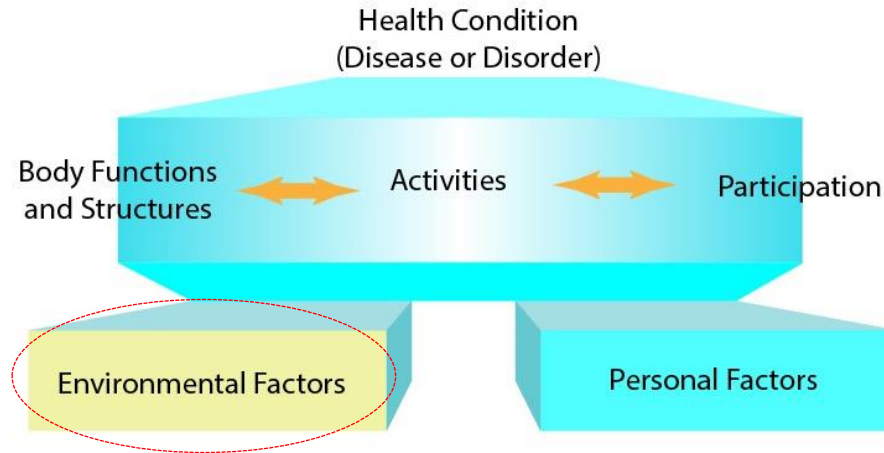 Health Condition
(Disease or Disorder)
Body Functions
and Structures
Activities
Participation
Environmental Factors
Personal Factors